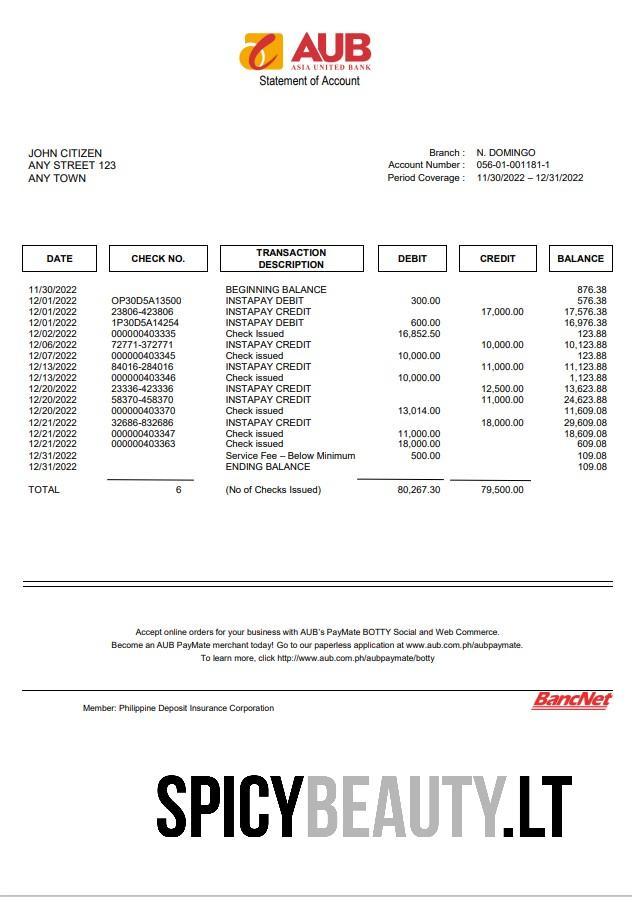 AUB
ASIA UNITED BANK
Statement of Account
JOHN CITIZEN
ANY STREET 123
ANY TOWN
Branch : N. DOMINGO
Account Number : 056-01-001181-1
Period Coverage : 11/30/2022 – 12/31/2022
DATE CHECK NO. TRANSACTION DESCRIPTION DEBIT CREDIT BALANCE
11/30/2022 BEGINNING BALANCE 876.38
12/01/2022 OP30D5A13500 INSTAPAY DEBIT 300.00 576.38
12/01/2022 23806-423806 INSTAPAY CREDIT 17,000.00 17,576.38
12/01/2022 1P30D5A14254 INSTAPAY DEBIT 600.00 16,976.38
12/02/2022 000000403335 Check Issued 16,852.50 123.88
12/06/2022 72771-372771 INSTAPAY CREDIT 10,000.00 10,123.88
12/07/2022 000000403345 Check issued 10,000.00 123.88
12/13/2022 84016-284016 INSTAPAY CREDIT 11,000.00 11,123.88
12/13/2022 000000403346 Check issued 10,000.00 1,123.88
12/20/2022 23336-423336 INSTAPAY CREDIT 12,500.00 13,623.88
12/20/2022 58370-458370 INSTAPAY CREDIT 11,000.00 24,623.88
12/20/2022 000000403370 Check issued 13,014.00 11,609.08
12/21/2022 32686-832686 INSTAPAY CREDIT 18,000.00 29,609.08
12/21/2022 000000403347 Check issued 11,000.00 18,609.08
12/21/2022 000000403363 Check issued 18,000.00 609.08
12/31/2022 Service Fee – Below Minimum 500.00 109.08
12/31/2022 ENDING BALANCE 109.08
TOTAL 6 (No of Checks Issued) 80,267.30 79,500.00
Accept online orders for your business with AUB's PayMate BOTTY Social and Web Commerce.
Become an AUB PayMate merchant today! Go to our paperless application at www.aub.com.ph/aubpaymate.
To learn more, click http://www.aub.com.ph/aubpaymate/botty
Member: Philippine Deposit Insurance Corporation
BancNet
SPICYBEAUTY.LT